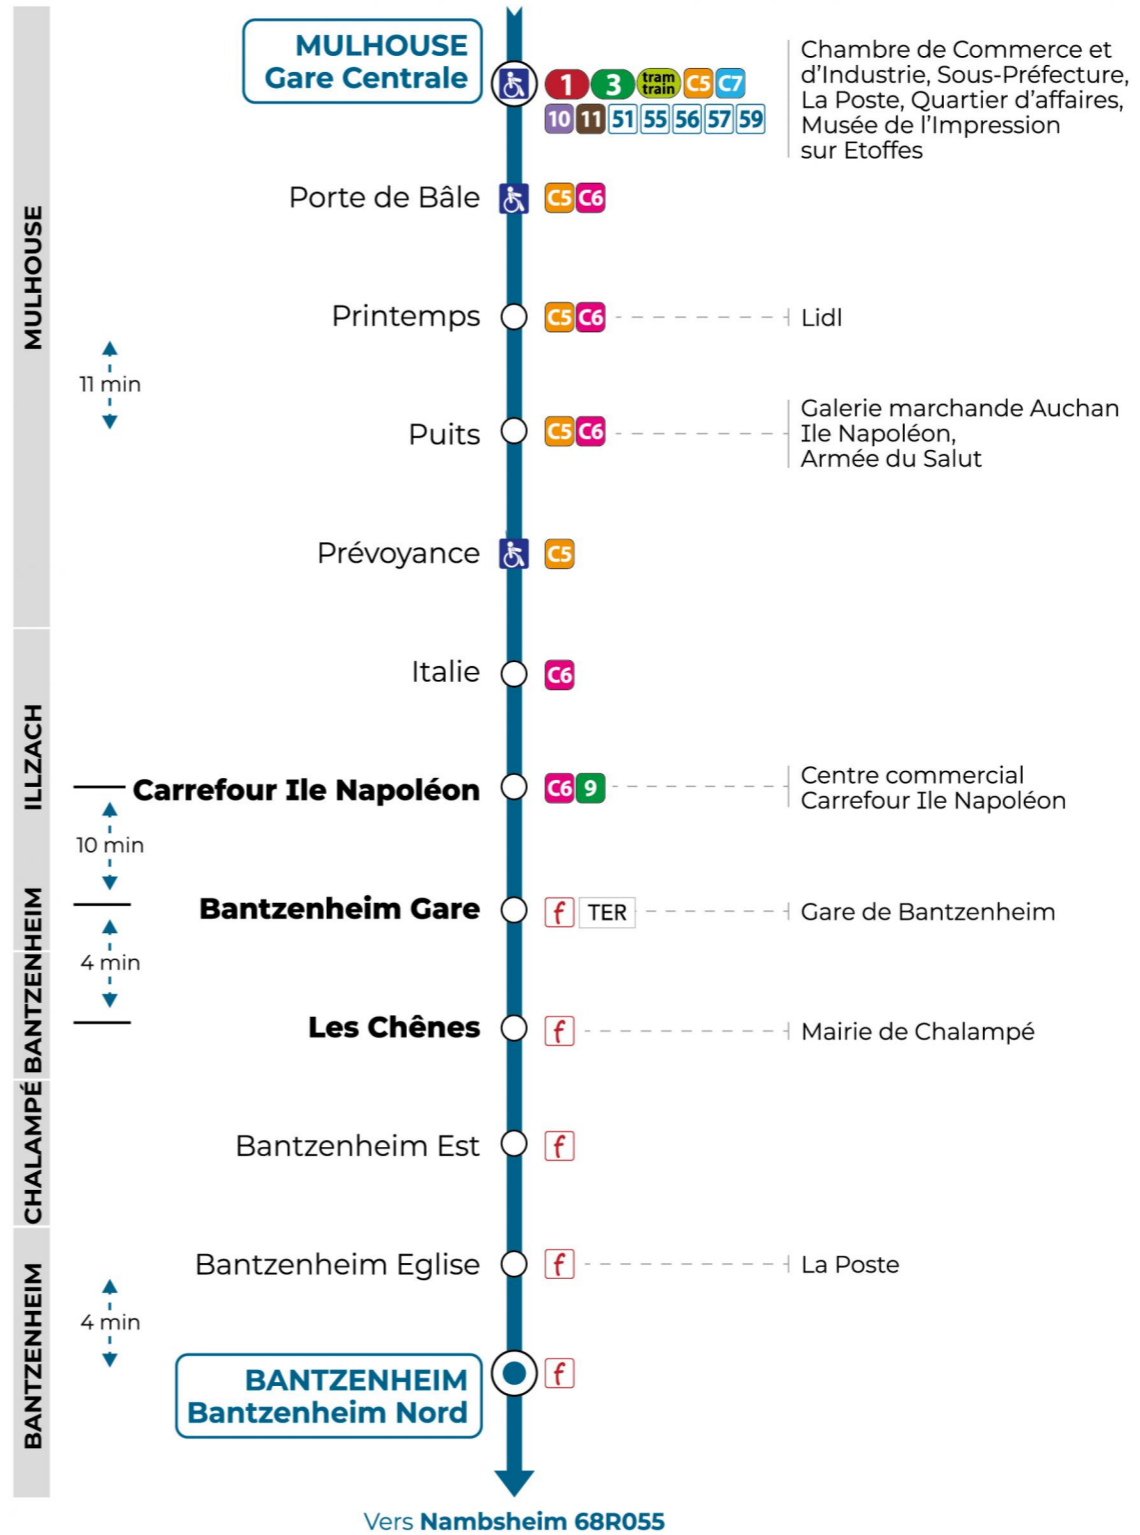 MULHOUSE
Gare Centrale
1 3 tram train C5 C7
10 11 51 55 56 57 59
Chambre de Commerce et
d'Industrie, Sous-Préfecture,
La Poste, Quartier d'affaires,
Musée de l'Impression
sur Etoffes
MULHOUSE
Porte de Bâle C5 C6
Printemps C5 C6 Lidl
11 min
Puits C5 C6
Galerie marchande Auchan
Ile Napoléon,
Armée du Salut
Prévoyance C5
ILLZACH
Italie C6
Carrefour Ile Napoléon C6 9
Centre commercial
Carrefour Ile Napoléon
10 min
BANTZENHEIM
Bantzenheim Gare f TER Gare de Bantzenheim
4 min
Les Chênes f Mairie de Chalampé
CHALAMPÉ
Bantzenheim Est f
BANTZENHEIM
Bantzenheim Eglise f La Poste
4 min
BANTZENHEIM f
Bantzenheim Nord
Vers Nambsheim 68R055